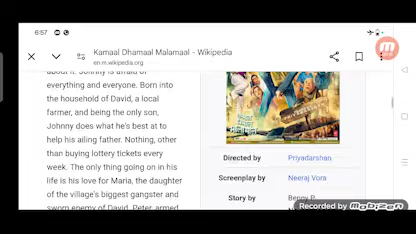 6:57
Kamaal Dhamaal Malamaal - Wikipedia
en.m.wikipedia.org
about it. Johnny is afraid of
everything and everyone. Born into
the household of David, a local
farmer, and being the only son,
Johnny does what he's best at to
help his ailing father. Nothing, other
than buying lottery tickets every
week. The only thing going on in his
life is his love for Maria, the daughter
of the village's biggest gangster and
sworn enemy of David, Peter, armed
Directed by Priyadarshan
Screenplay by Neeraj Vora
Story by
Recorded by Mobizen